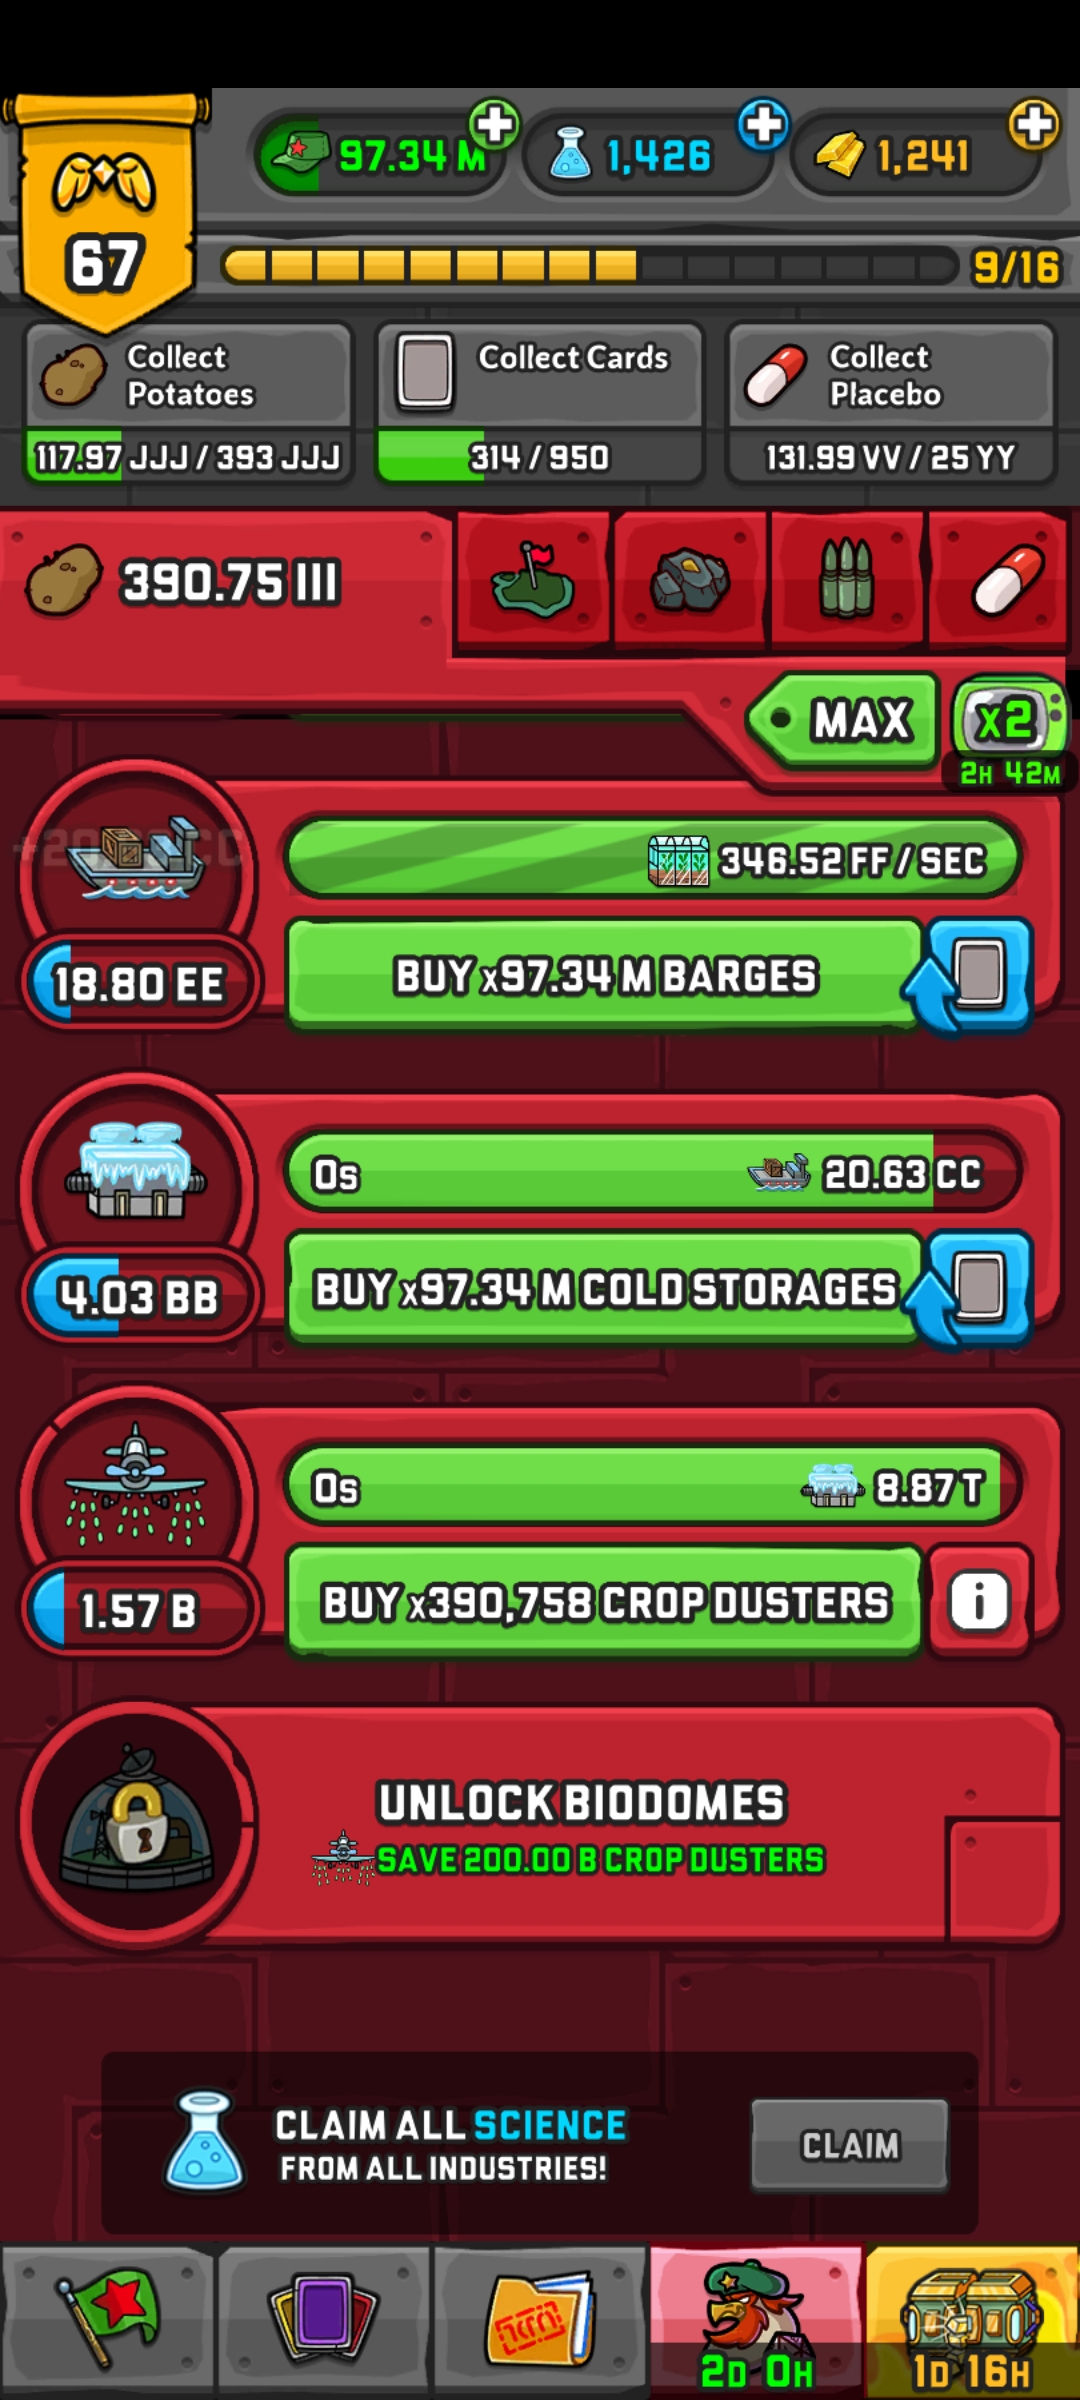 97.34 M
1,426
1,241
67
9/16
Collect
Potatoes
117.97 JJJ / 393 JJJ
Collect Cards
314 / 950
Collect
Placebo
131.99 VV / 25 YY
390.75 III
MAX
x2
2H 42M
346.52 FF / SEC
18.80 EE
BUY x97.34 M BARGES
0s
20.63 CC
4.03 BB
BUY x97.34 M COLD STORAGES
0s
8.87 T
1.57 B
BUY x390,758 CROP DUSTERS
i
UNLOCK BIODOMES
SAVE 200.00 B CROP DUSTERS
CLAIM ALL SCIENCE
FROM ALL INDUSTRIES!
CLAIM
2D 0H
1D 16H